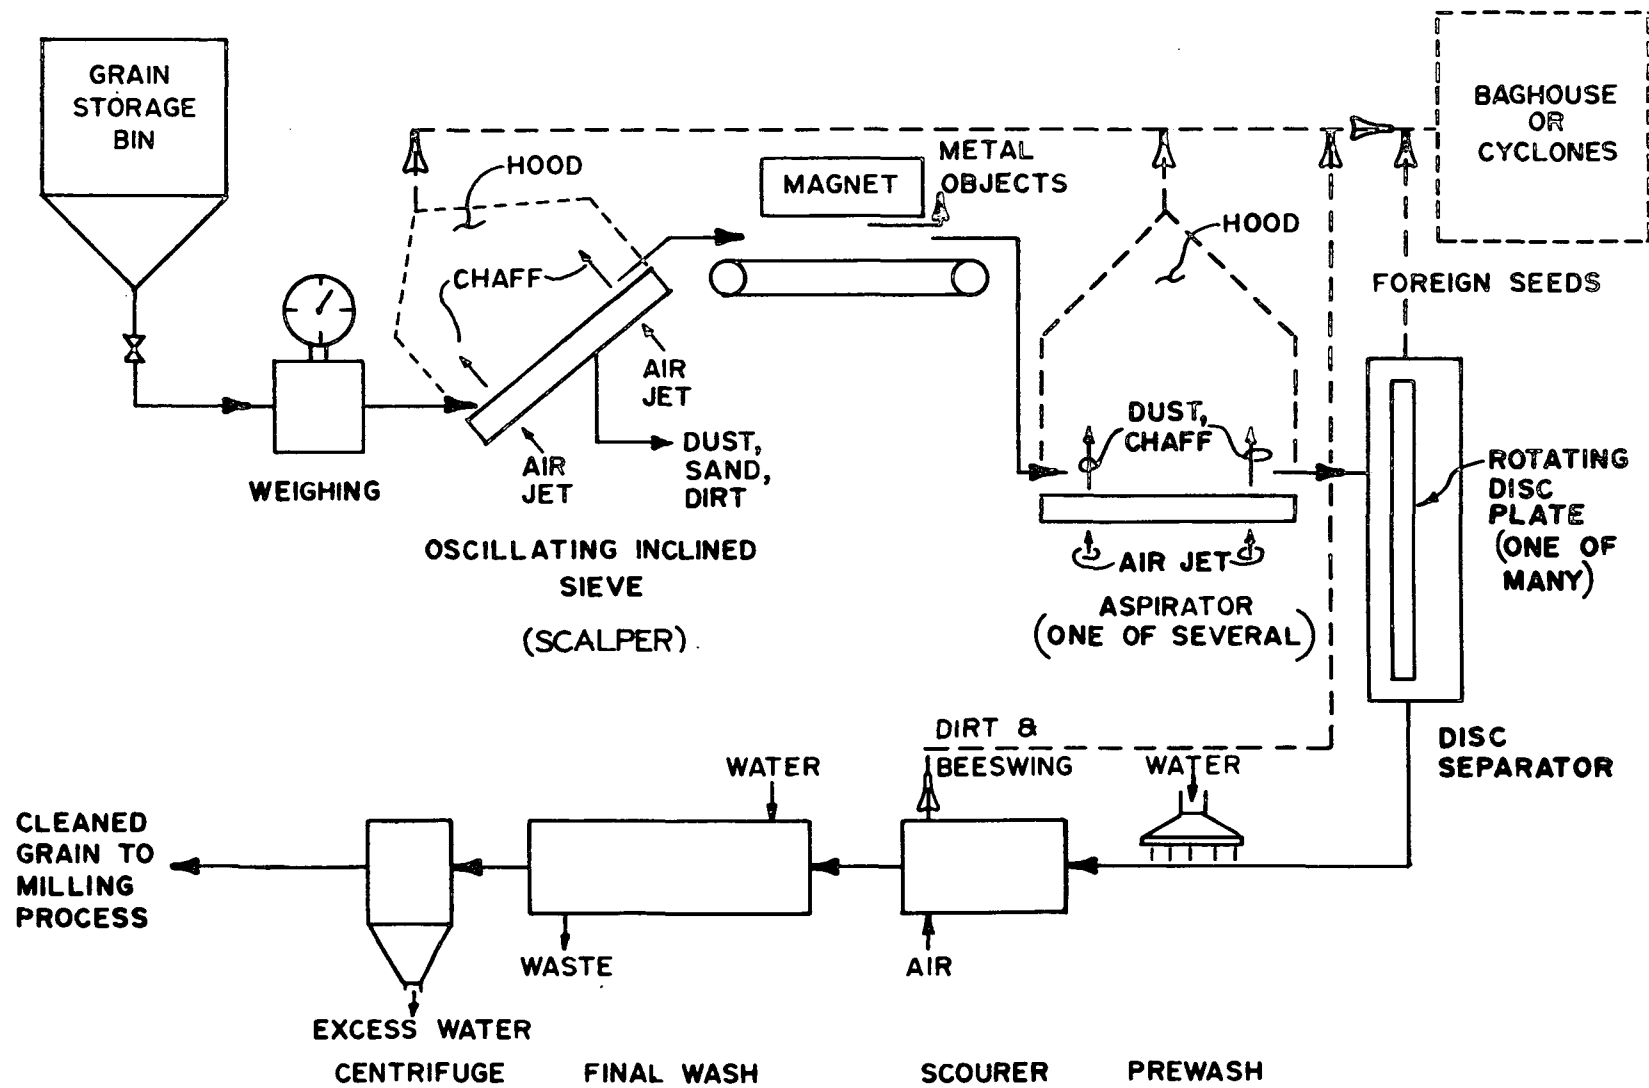 GRAIN
STORAGE
BIN
BAGHOUSE
OR
CYCLONES
HOOD
METAL
OBJECTS
MAGNET
HOOD
CHAFF
FOREIGN SEEDS
AIR
JET
AIR
JET
DUST,
SAND,
DIRT
DUST,
CHAFF
WEIGHING
ROTATING
DISC
PLATE
(ONE OF
MANY)
OSCILLATING INCLINED
SIEVE
(SCALPER)
AIR JET
ASPIRATOR
(ONE OF SEVERAL)
DISC
SEPARATOR
DIRT &
BEESWING
WATER
WATER
CLEANED
GRAIN TO
MILLING
PROCESS
WASTE
AIR
EXCESS WATER
CENTRIFUGE
FINAL WASH
SCOURER
PREWASH